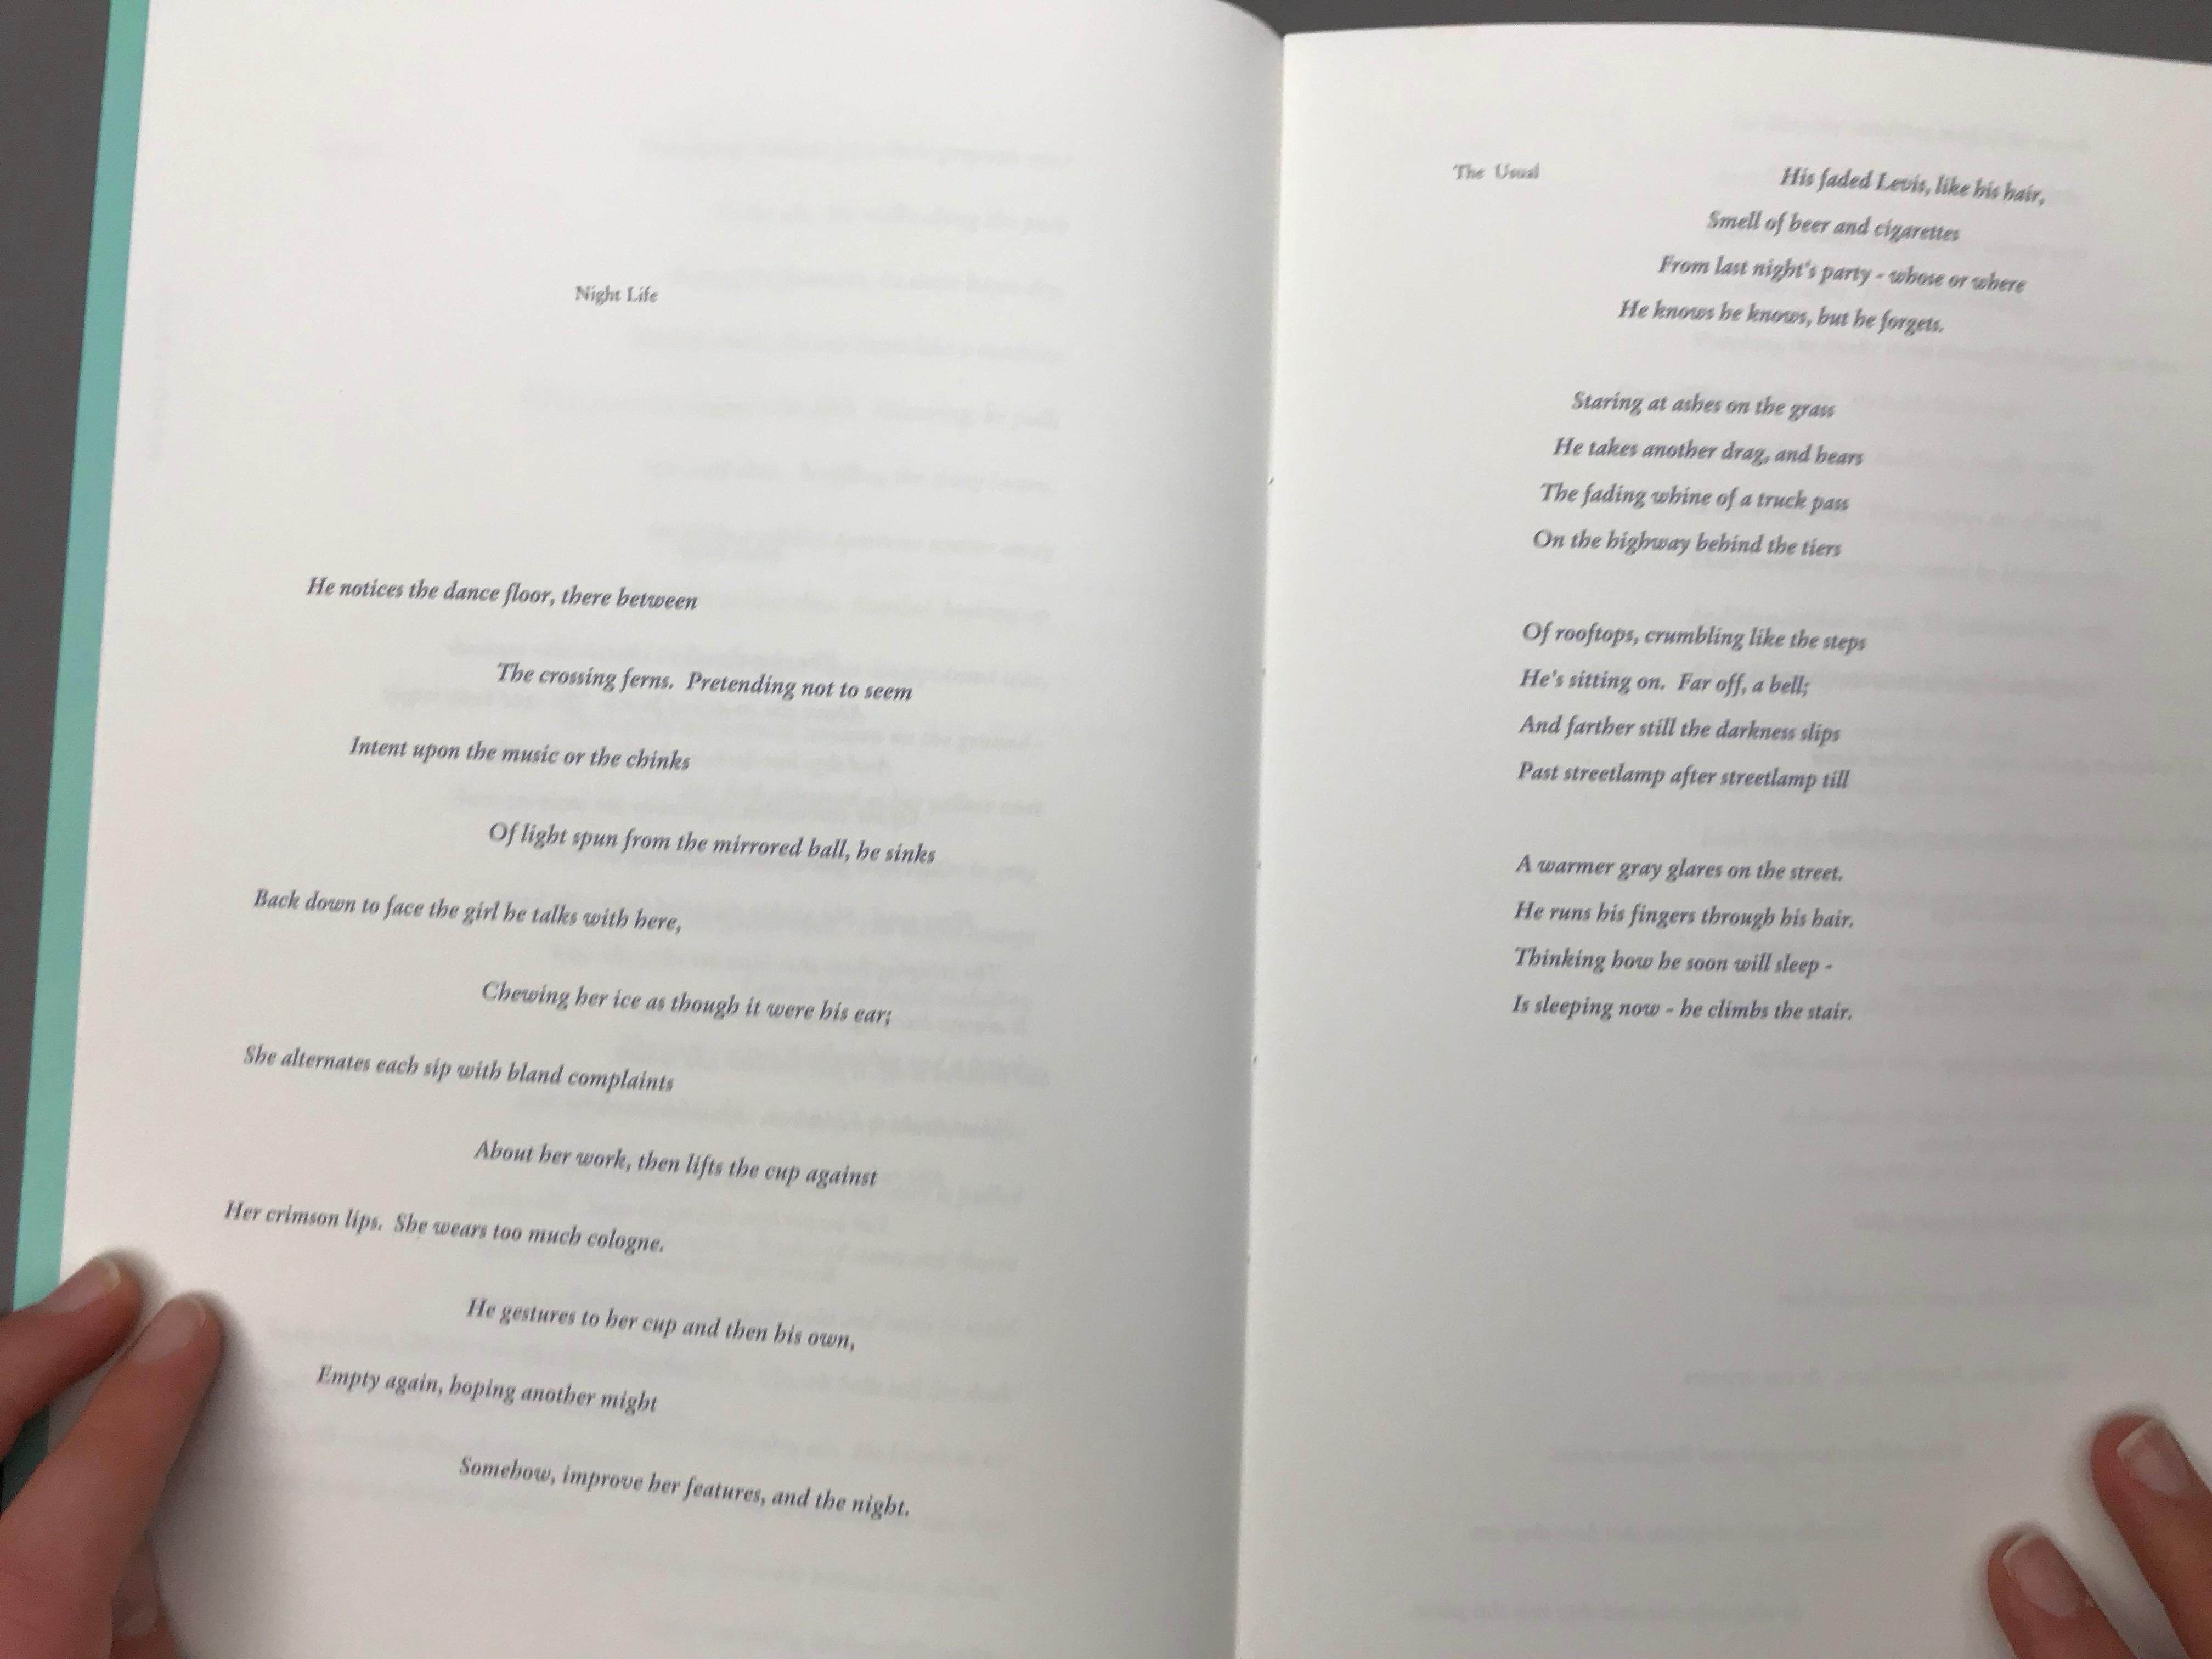 Night Life
He notices the dance floor, there between
The crossing ferns.  Pretending not to seem
Intent upon the music or the chinks
Of light spun from the mirrored ball, he sinks
Back down to face the girl he talks with here,
Chewing her ice as though it were his ear;
She alternates each sip with bland complaints
About her work, then lifts the cup against
Her crimson lips.  She wears too much cologne.
He gestures to her cup and then his own,
Empty again, hoping another might
Somehow, improve her features, and the night.
The Usual
His faded Levis, like his hair,
Smell of beer and cigarettes
From last night's party - whose or where
He knows he knows, but he forgets.
Staring at ashes on the grass
He takes another drag, and hears
The fading whine of a truck pass
On the highway behind the tiers
Of rooftops, crumbling like the steps
He's sitting on.  Far off, a bell;
And farther still the darkness slips
Past streetlamp after streetlamp till
A warmer gray glares on the street.
He runs his fingers through his hair.
Thinking how he soon will sleep -
Is sleeping now - he climbs the stair.